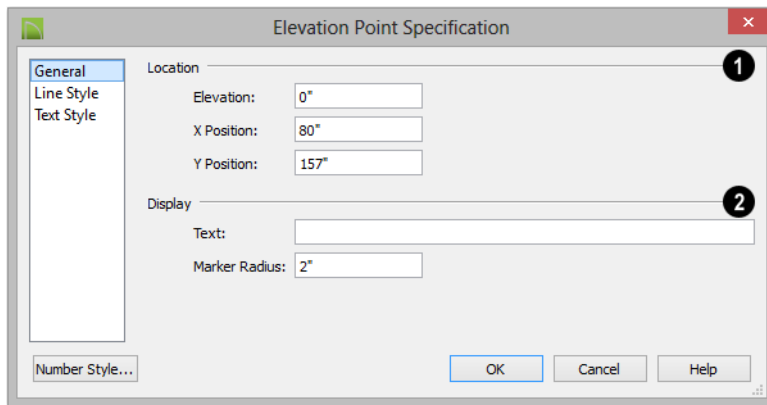 Elevation Point Specification
General
Line Style
Text Style
Location
1
Elevation: 0"
X Position: 80"
Y Position: 157"
Display
2
Text:
Marker Radius: 2"
Number Style... OK Cancel Help